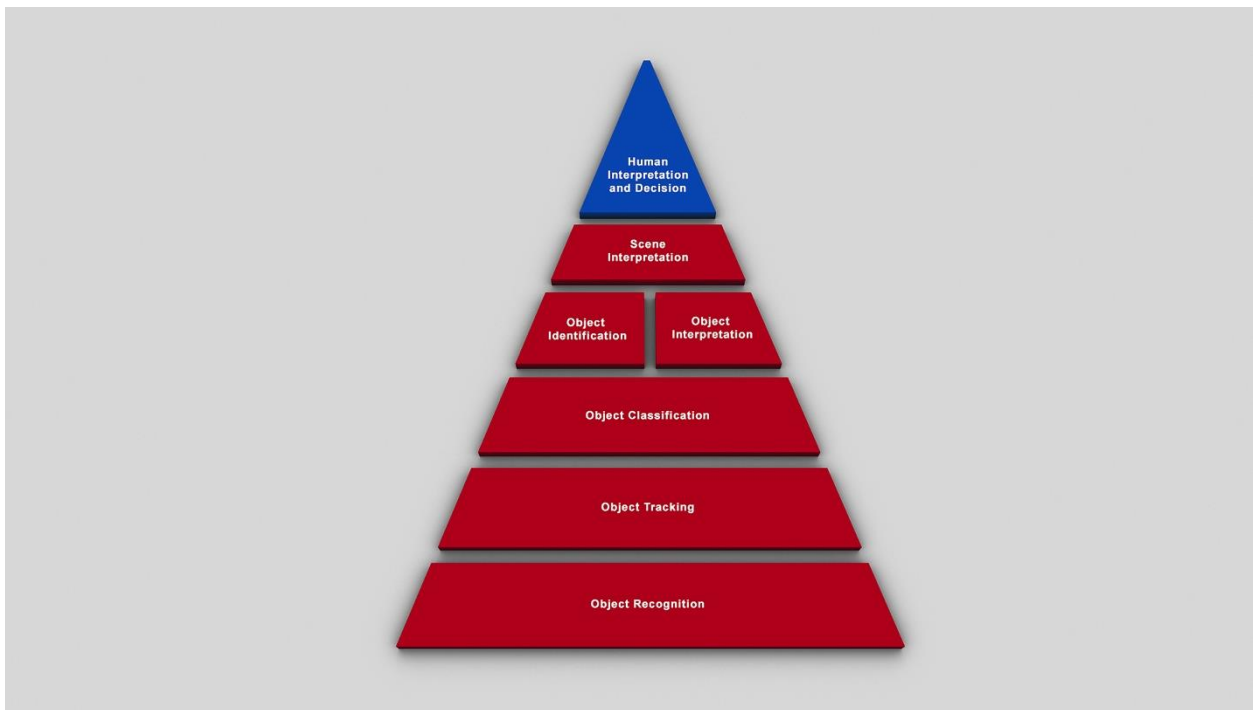 Human
Interpretation
and Decision
Scene
Interpretation
Object
Identification
Object
Interpretation
Object Classification
Object Tracking
Object Recognition